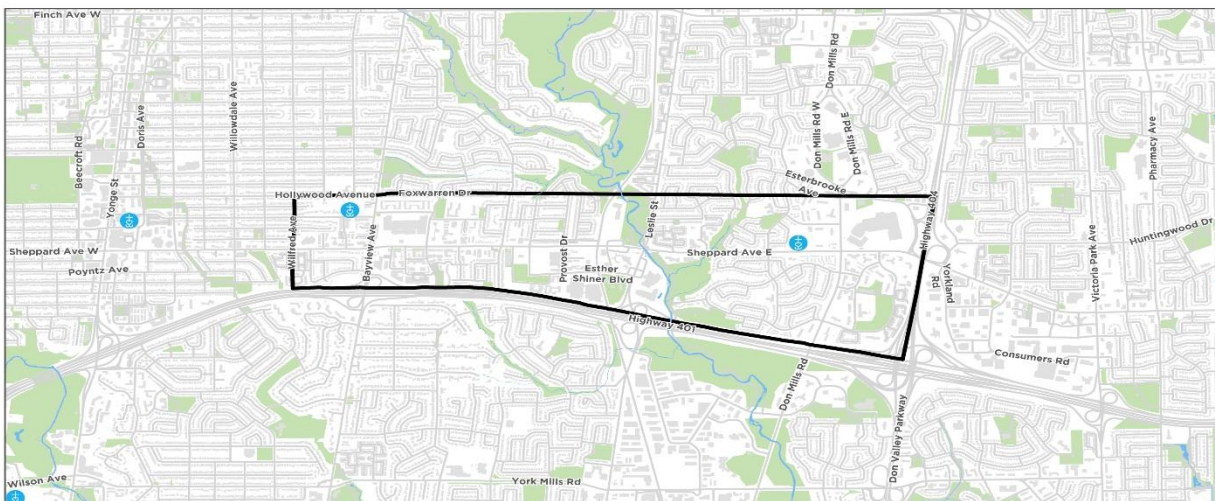 Finch Ave W
Beecroft Rd
Yonge St
Doris Ave
Willowdale Ave
Don Mills Rd
Don Mills Rd W
Don Mills Rd E
Pharmacy Ave
Hollywood Avenue
Foxwarren Dr
Esterbrooke
Ave
Highway 404
Sheppard Ave W
Poyntz Ave
Wilfred Ave
Bayview Ave
Provost Dr
Leslie St
Sheppard Ave E
Esther
Shiner Blvd
Yorkland
Rd
Victoria Park Ave
Huntingwood Dr
Highway 401
Consumers Rd
Don Mills Rd
Don Valley Parkway
Wilson Ave
York Mills Rd